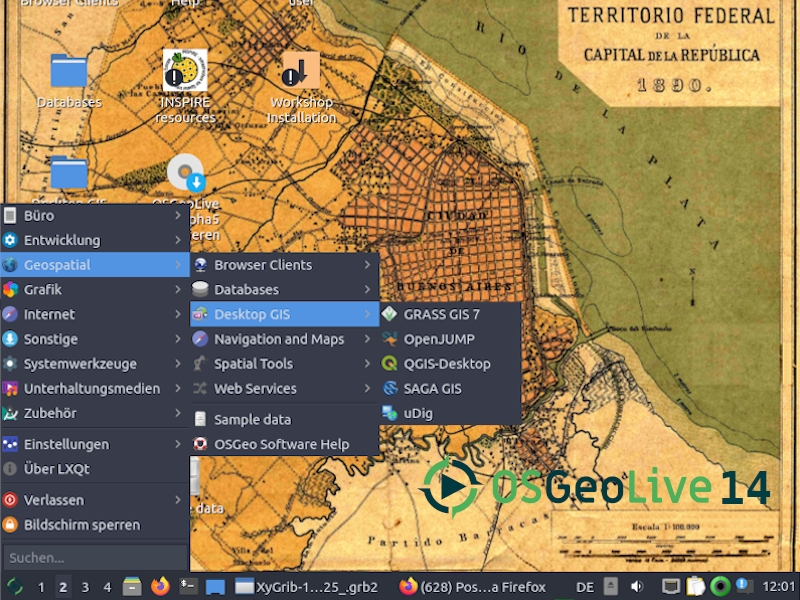 Browser Clients
Help
user
TERRITORIO FEDERAL
DE LA
CAPITAL DE LA REPÚBLICA
1890.
RIO DE LA PLATA
Databases
INSPIRE
resources
Workshop
Installation
Desktop GIS
OSGeoLive
CIUDAD
DE
BUENOS AIRES
Büro
Entwicklung
Geospatial
Grafik
Internet
Sonstige
Systemwerkzeuge
Unterhaltungsmedien
Zubehör
Einstellungen
Über LXQt
Verlassen
Bildschirm sperren
Suchen...
Browser Clients
Databases
Desktop GIS
Navigation and Maps
Spatial Tools
Web Services
Sample data
OSGeo Software Help
GRASS GIS 7
OpenJUMP
QGIS-Desktop
SAGA GIS
uDig
data
OSGeoLive 14
Partido Barracas
Escala 1:100.000
1 2 3 4
XyGrib-1...25_.grb2
(628) Pos...a Firefox
DE
12:01